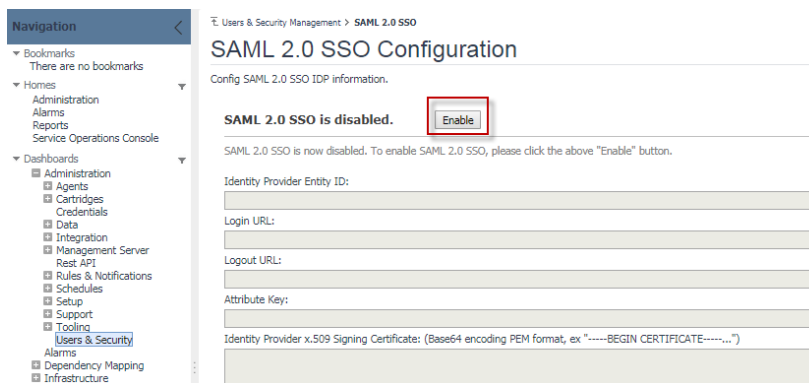 Navigation
Bookmarks
There are no bookmarks
Homes
Administration
Alarms
Reports
Service Operations Console
Dashboards
Administration
Agents
Cartridges
Credentials
Data
Integration
Management Server
Rest API
Rules & Notifications
Schedules
Setup
Support
Tooling
Users & Security
Alarms
Dependency Mapping
Infrastructure
Users & Security Management > SAML 2.0 SSO
SAML 2.0 SSO Configuration
Config SAML 2.0 SSO IDP information.
SAML 2.0 SSO is disabled. Enable
SAML 2.0 SSO is now disabled. To enable SAML 2.0 SSO, please click the above "Enable" button.
Identity Provider Entity ID:
Login URL:
Logout URL:
Attribute Key:
Identity Provider x.509 Signing Certificate: (Base64 encoding PEM format, ex "-----BEGIN CERTIFICATE-----...")